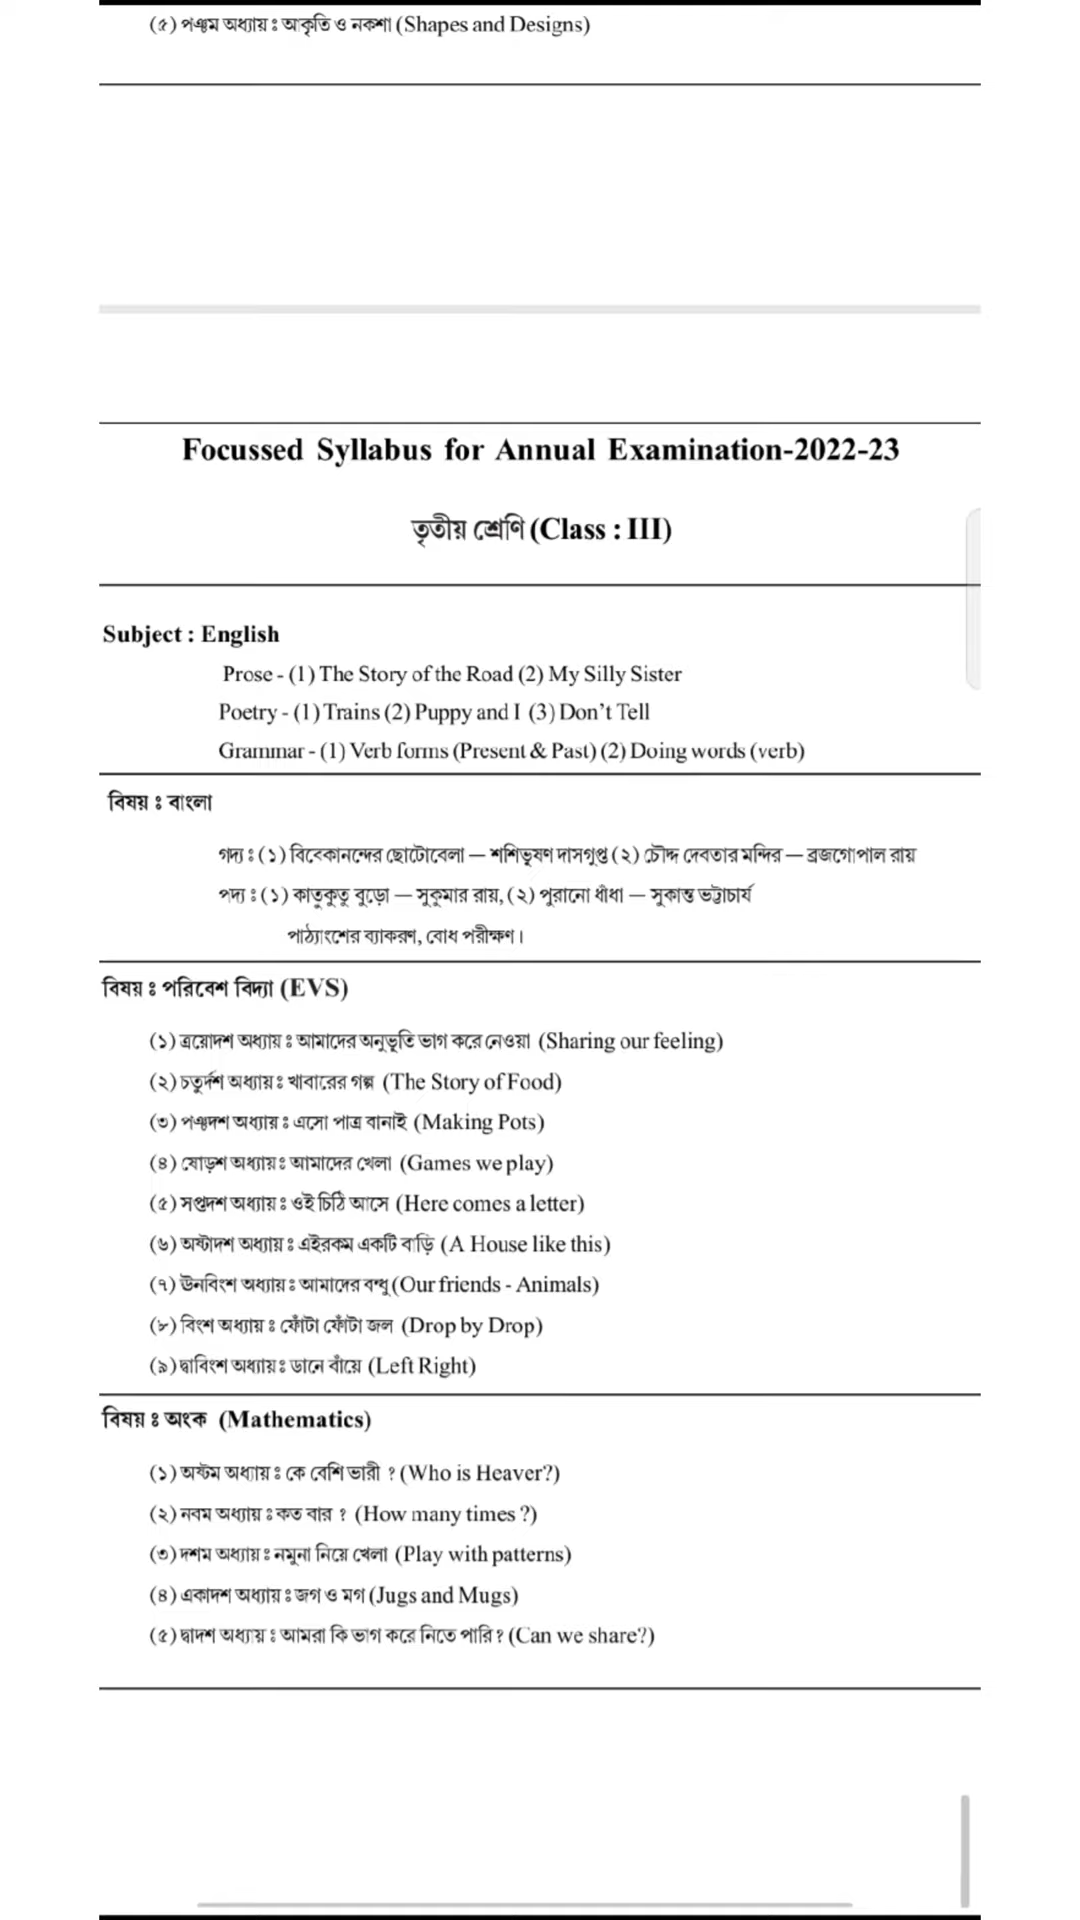 (৫) পঞ্চম অধ্যায় ঃ আকৃতি ও নকশা (Shapes and Designs)
Focussed Syllabus for Annual Examination-2022-23
তৃতীয় শ্রেণি (Class : III)
Subject : English
Prose - (1) The Story of the Road (2) My Silly Sister
Poetry - (1) Trains (2) Puppy and I (3) Don't Tell
Grammar - (1) Verb forms (Present & Past) (2) Doing words (verb)
বিষয় ঃ বাংলা
গদ্য ঃ (১) বিবেকানন্দের ছোটোবেলা — শশিভূষণ দাসগুপ্ত (২) চৌদ্দ দেবতার মন্দির — ব্রজগোপাল রায়
পদ্য ঃ (১) কাতুকুতু বুড়ো — সুকুমার রায়, (২) পুরানো ধাঁধা — সুকান্ত ভট্টাচার্য
পাঠ্যাংশের ব্যাকরণ, বোধ পরীক্ষণ।
বিষয় ঃ পরিবেশ বিদ্যা (EVS)
(১) ত্রয়োদশ অধ্যায় ঃ আমাদের অনুভূতি ভাগ করে নেওয়া (Sharing our feeling)
(২) চতুর্দশ অধ্যায় ঃ খাবারের গল্প (The Story of Food)
(৩) পঞ্চদশ অধ্যায় ঃ এসো পাত্র বানাই (Making Pots)
(৪) ষোড়শ অধ্যায় ঃ আমাদের খেলা (Games we play)
(৫) সপ্তদশ অধ্যায় ঃ ওই চিঠি আসে (Here comes a letter)
(৬) অষ্টাদশ অধ্যায় ঃ এইরকম একটি বাড়ি (A House like this)
(৭) ঊনবিংশ অধ্যায় ঃ আমাদের বন্ধু (Our friends - Animals)
(৮) বিংশ অধ্যায় ঃ ফোঁটা ফোঁটা জল (Drop by Drop)
(৯) দ্বাবিংশ অধ্যায় ঃ ডানে বাঁয়ে (Left Right)
বিষয় ঃ অংক (Mathematics)
(১) অষ্টম অধ্যায় ঃ কে বেশি ভারী ? (Who is Heaver?)
(২) নবম অধ্যায় ঃ কত বার ? (How many times ?)
(৩) দশম অধ্যায় ঃ নমুনা নিয়ে খেলা (Play with patterns)
(৪) একাদশ অধ্যায় ঃ জগ ও মগ (Jugs and Mugs)
(৫) দ্বাদশ অধ্যায় ঃ আমরা কি ভাগ করে নিতে পারি ? (Can we share?)